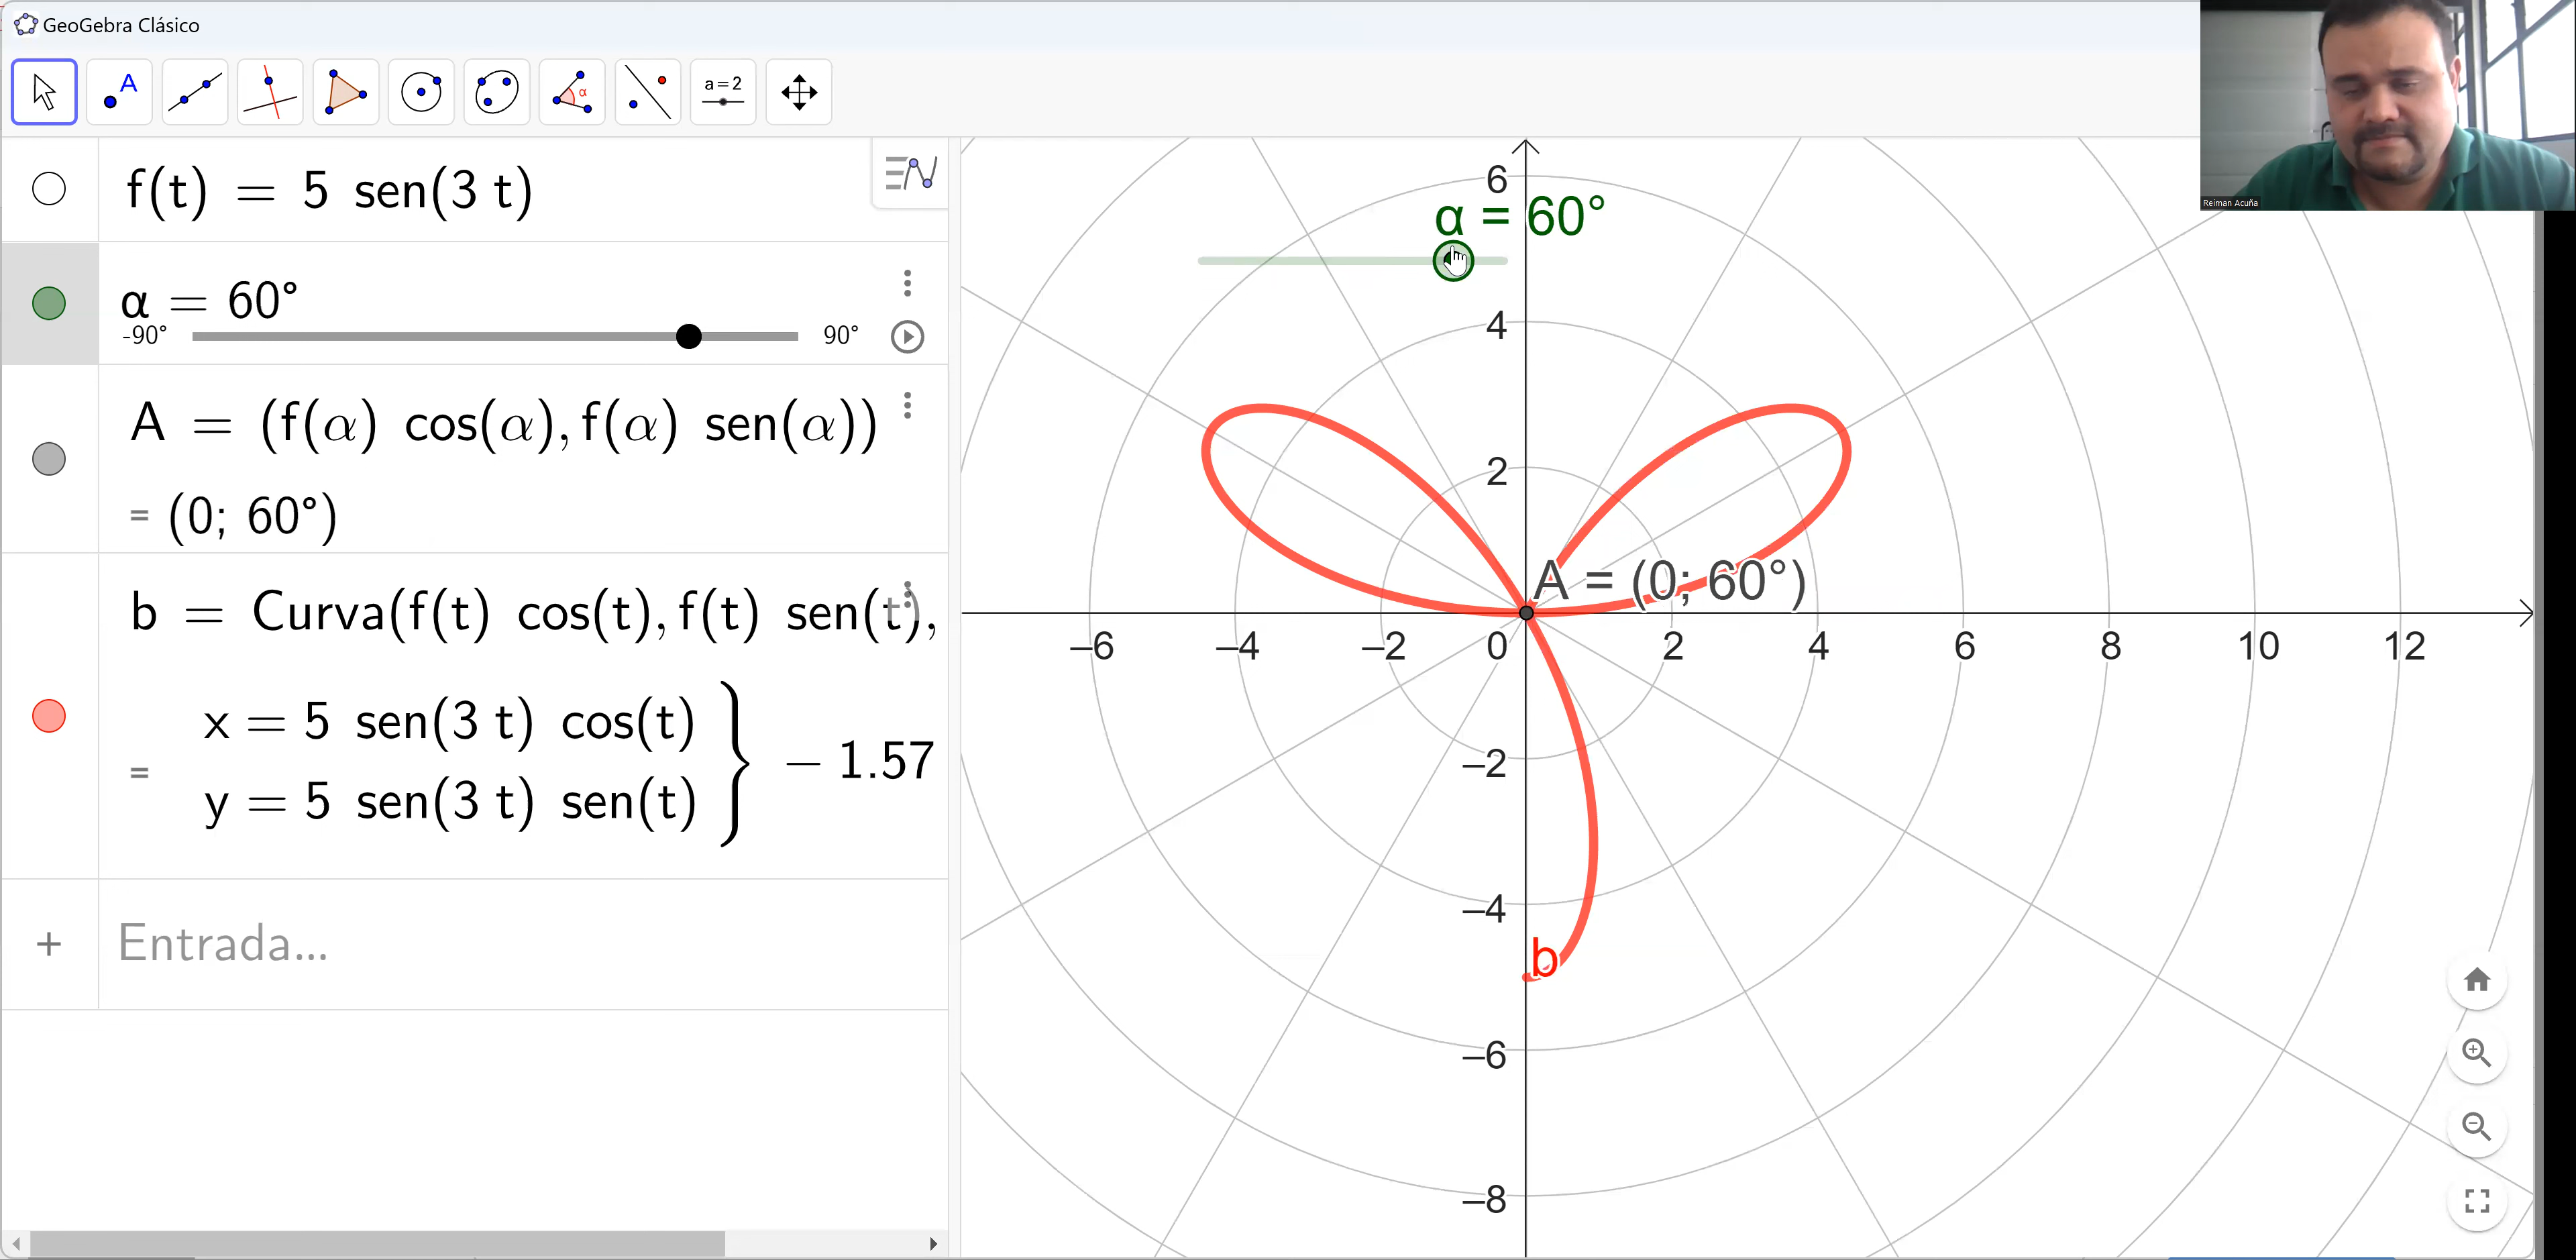 GeoGebra Clásico
A
α
a = 2
f(t) = 5 sen(3 t)
α = 60°
-90°
90°
A = (f(α) cos(α), f(α) sen(α))
= (0; 60°)
b = Curva(f(t) cos(t), f(t) sen(t),
= x = 5 sen(3 t) cos(t)
y = 5 sen(3 t) sen(t) } − 1.57
+ Entrada...
α = 60°
6
4
2
–6 –4 –2 0 2 4 6 8 10 12
–2
–4
–6
–8
A = (0; 60°)
b
Reiman Acuña